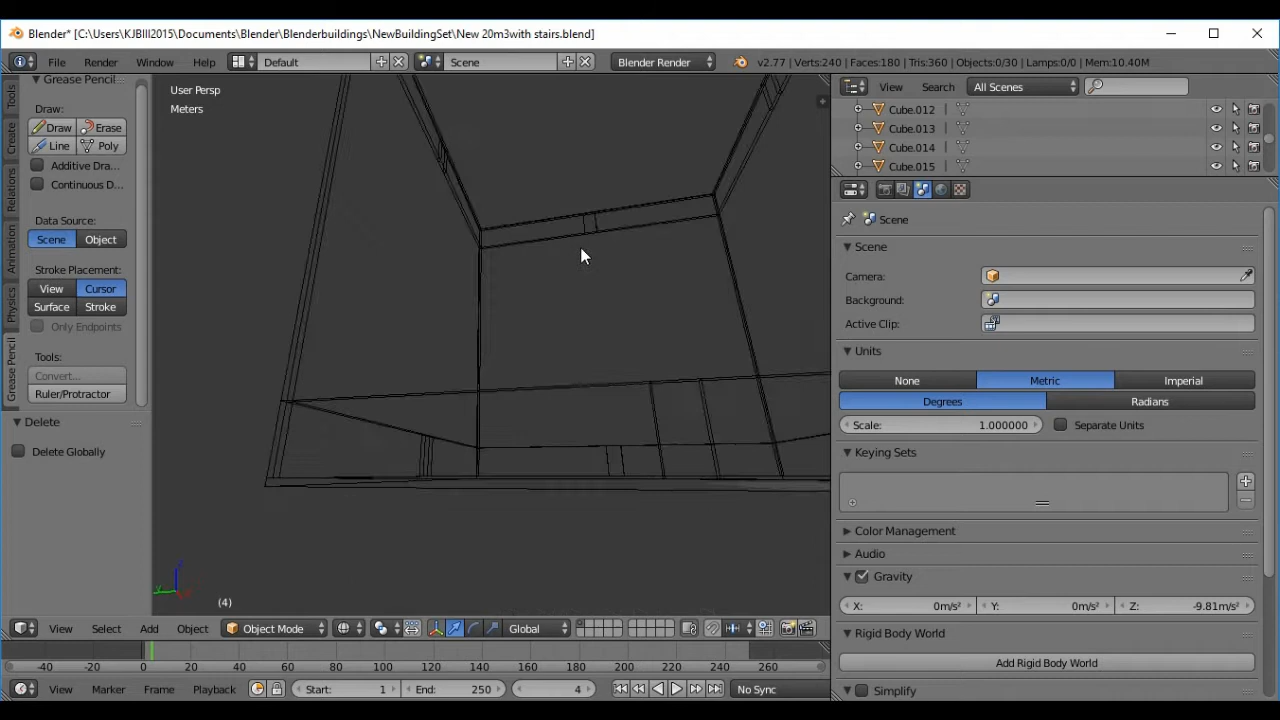 Blender* [C:\Users\KJBIII2015\Documents\Blender\Blenderbuildings\NewBuildingSet\New 20m3with stairs.blend]
File Render Window Help Default Scene Blender Render v2.77 | Verts:240 | Faces:180 | Tris:360 | Objects:0/30 | Lamps:0/0 | Mem:10.40M
Grease Pencil
Draw:
Draw Erase
Line Poly
Additive Dra...
Continuous D...
Data Source:
Scene Object
Stroke Placement:
View Cursor
Surface Stroke
Only Endpoints
Tools:
Convert...
Ruler/Protractor
Delete
Delete Globally
Tools
Create
Relations
Animation
Physics
Grease Pencil
User Persp
Meters
(4)
View Select Add Object Object Mode Global
View Search All Scenes
Cube.012
Cube.013
Cube.014
Cube.015
Scene
Scene
Camera:
Background:
Active Clip:
Units
None Metric Imperial
Degrees Radians
Scale: 1.000000 Separate Units
Keying Sets
Color Management
Audio
Gravity
X: 0m/s² Y: 0m/s² Z: -9.81m/s²
Rigid Body World
Add Rigid Body World
Simplify
-40 -20 0 20 40 60 80 100 120 140 160 180 200 220 240 260
View Marker Frame Playback Start: 1 End: 250 4 No Sync